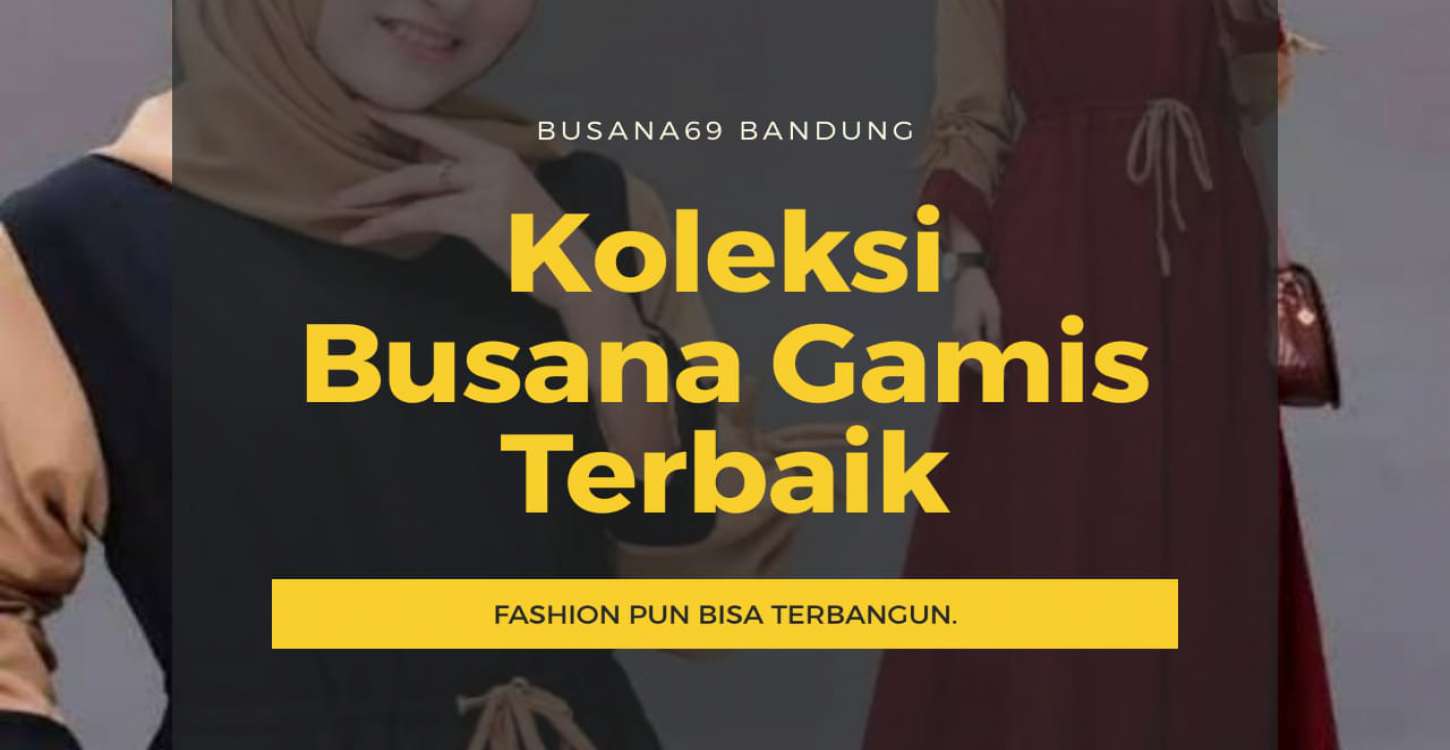 BUSANA69 BANDUNG
Koleksi
Busana Gamis
Terbaik
FASHION PUN BISA TERBANGUN.